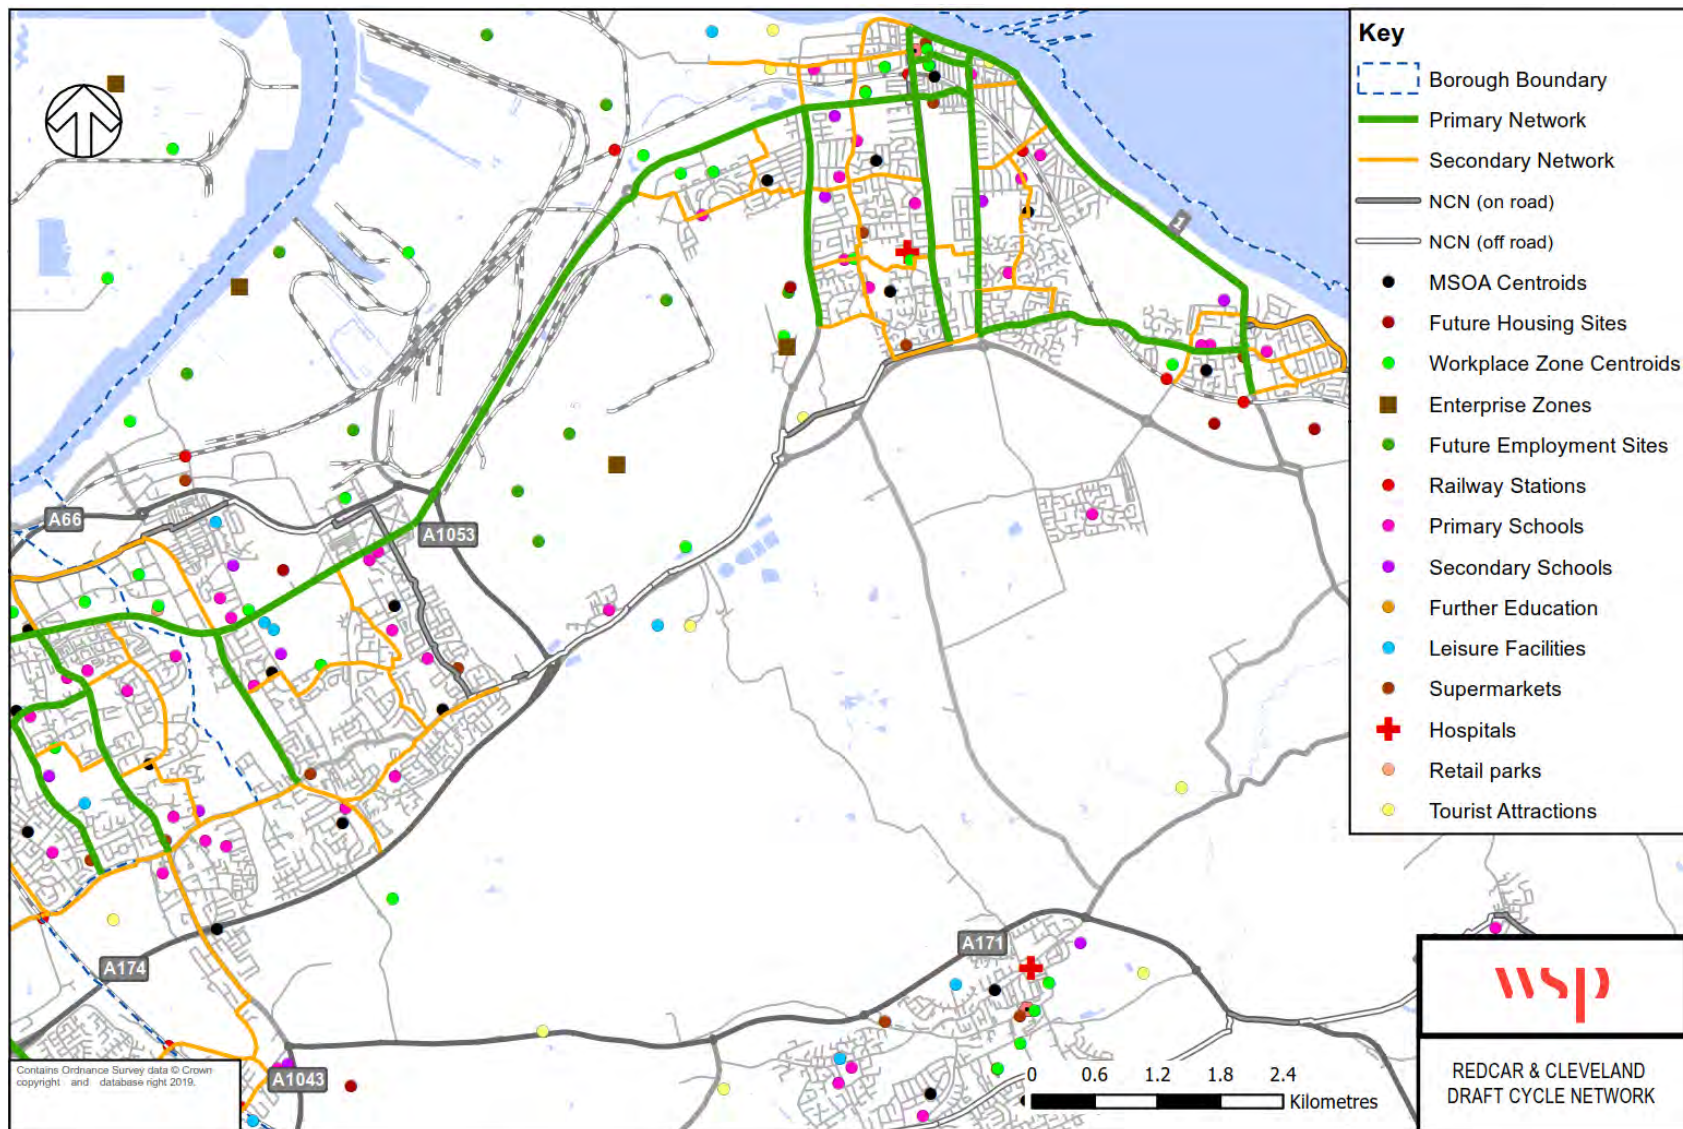 Key
Borough Boundary
Primary Network
Secondary Network
NCN (on road)
NCN (off road)
MSOA Centroids
Future Housing Sites
Workplace Zone Centroids
Enterprise Zones
Future Employment Sites
Railway Stations
Primary Schools
Secondary Schools
Further Education
Leisure Facilities
Supermarkets
Hospitals
Retail parks
Tourist Attractions
1
A66
A1053
A171
A174
A1043
Contains Ordnance Survey data © Crown
copyright and database right 2019.
0 0.6 1.2 1.8 2.4
Kilometres
wsp
REDCAR & CLEVELAND
DRAFT CYCLE NETWORK